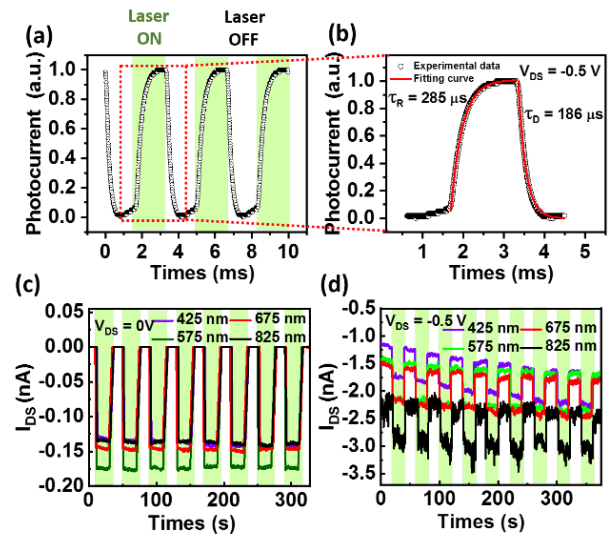 Laser
ON
Laser
OFF
(a)
1.0
0.8
0.6
0.4
0.2
0.0
Photocurrent (a.u.)
0 2 4 6 8 10
Times (ms)
(b)
Experimental data
Fitting curve
V_DS = -0.5 V
τ_R = 285 μs
τ_D = 186 μs
1.0
0.8
0.6
0.4
0.2
0.0
Photocurrent (a.u.)
1 2 3 4 5
Times (ms)
(c)
V_DS = 0V
425 nm 675 nm
575 nm 825 nm
0.05
0.00
-0.05
-0.10
-0.15
-0.20
I_DS (nA)
0 100 200 300
Times (s)
(d)
V_DS = -0.5 V
425 nm 675 nm
575 nm 825 nm
-0.5
-1.0
-1.5
-2.0
-2.5
-3.0
-3.5
I_DS (nA)
0 100 200 300
Times (s)